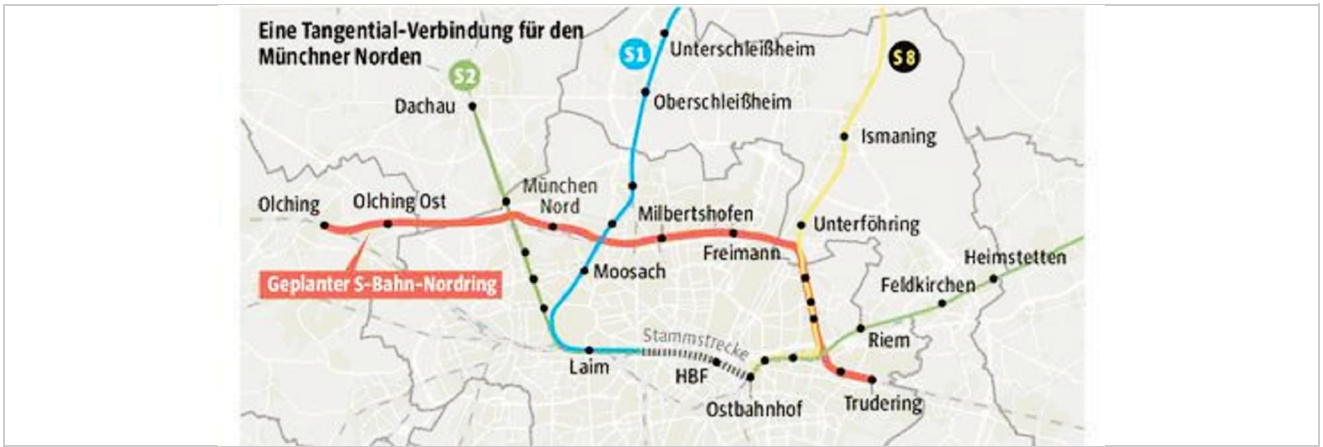 Eine Tangential-Verbindung für den
Münchner Norden
S1
S 8
S2
Unterschleißheim
Dachau
Oberschleißheim
Ismaning
München
Nord
Olching
Olching Ost
Milbertshofen
Unterföhring
Freimann
Heimstetten
Moosach
Geplanter S-Bahn-Nordring
Feldkirchen
Stammstrecke
Riem
Laim
HBF
Ostbahnhof
Trudering